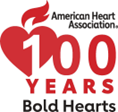 American Heart
Association®
100
YEARS
Bold Hearts